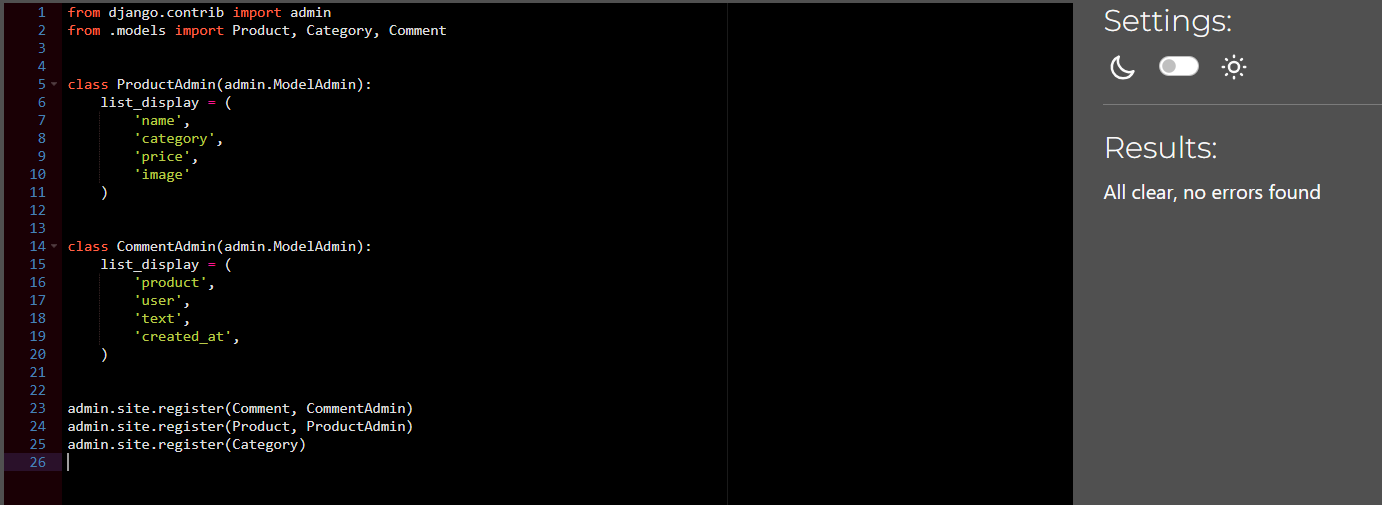 1 from django.contrib import admin
2 from .models import Product, Category, Comment
3
4
5 class ProductAdmin(admin.ModelAdmin):
6     list_display = (
7         'name',
8         'category',
9         'price',
10         'image'
11     )
12
13
14 class CommentAdmin(admin.ModelAdmin):
15     list_display = (
16         'product',
17         'user',
18         'text',
19         'created_at',
20     )
21
22
23 admin.site.register(Comment, CommentAdmin)
24 admin.site.register(Product, ProductAdmin)
25 admin.site.register(Category)
26
Settings:
Results:
All clear, no errors found